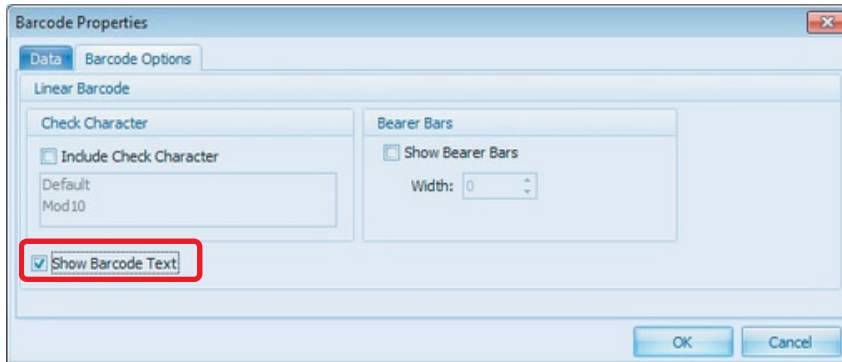 Barcode Properties
Data Barcode Options
Linear Barcode
Check Character
Include Check Character
Default
Mod10
Bearer Bars
Show Bearer Bars
Width: 0
Show Barcode Text
OK Cancel